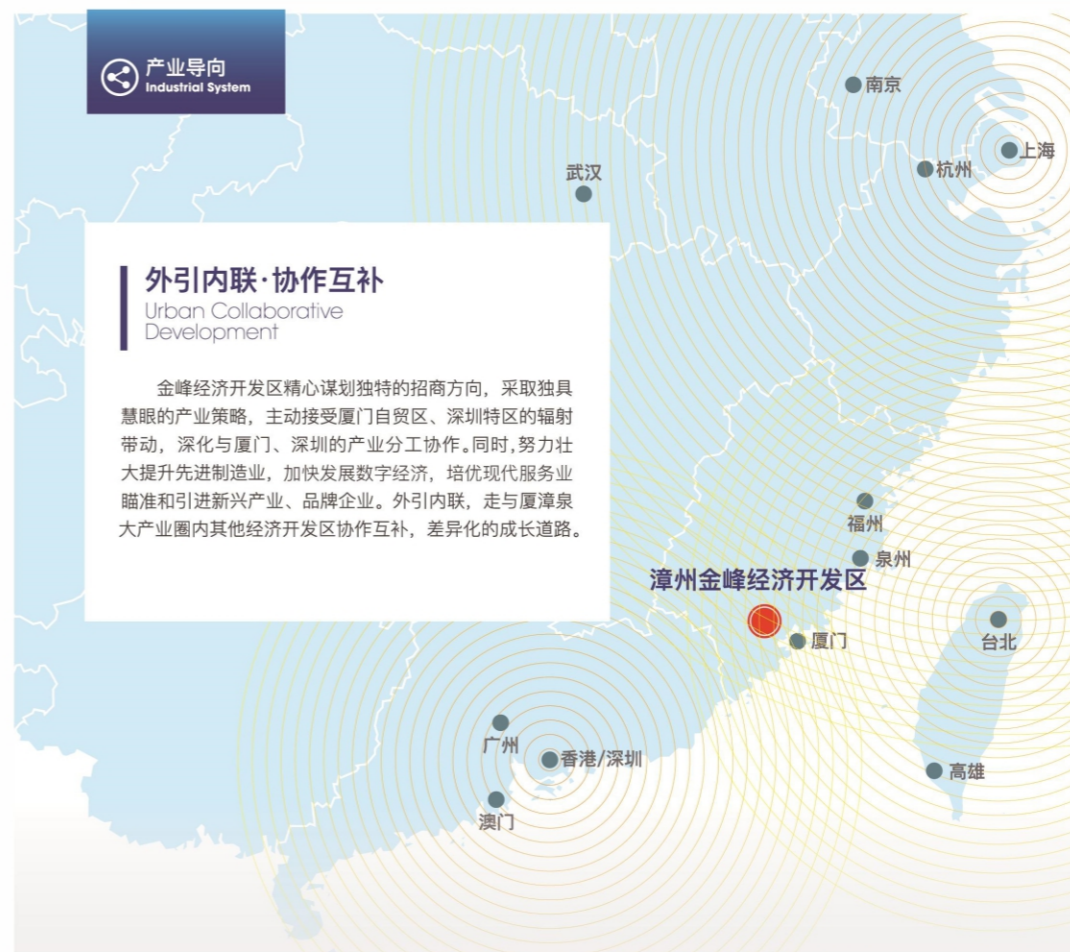 产业导向
Industrial System
南京
上海
杭州
武汉
外引内联·协作互补
Urban Collaborative
Development
金峰经济开发区精心谋划独特的招商方向，采取独具
慧眼的产业策略，主动接受厦门自贸区、深圳特区的辐射
带动，深化与厦门、深圳的产业分工协作。同时,努力壮
大提升先进制造业，加快发展数字经济，培优现代服务业
瞄准和引进新兴产业、品牌企业。外引内联，走与厦漳泉
大产业圈内其他经济开发区协作互补，差异化的成长道路。
福州
泉州
漳州金峰经济开发区
厦门
台北
广州
香港/深圳
高雄
澳门